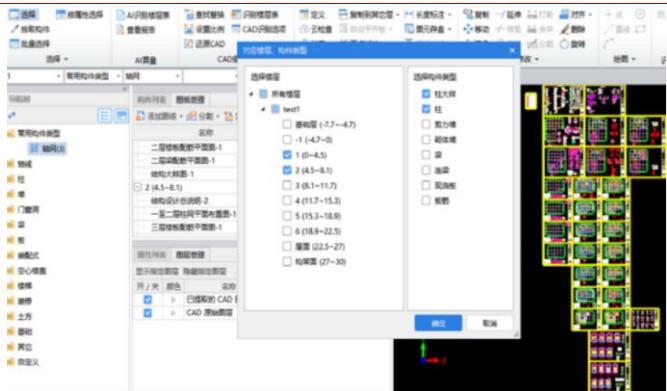 选择 按属性选择 AI识别楼层表 查找替换 识别楼层表 定义 复制到其它层 长度标注 复制 延伸 打断 对齐
拾取构件 查看报告 设置比例 CAD识别选项 云检查 图元存盘 移动 修剪 合并 删除
批量选择 还原CAD 分割 旋转
选择 AI算量 绘图
对应楼层、构件类型
常用构件类型 轴网
导航树
构件列表 图纸管理
添加图纸 分割
名称
常用构件类型
轴网(J)
轴线
柱
墙
门窗洞
梁
板
装配式
空心楼盖
楼梯
装修
土方
基础
其它
自定义
二层楼板配筋平面图-1
二层梁配筋平面图-1
结构大样图-1
2 (4.5~8.1)
结构设计总说明-2
一至二层柱网平面布置图-1
三层楼板配筋平面图-1
属性列表 图层管理
显示指定图层 隐藏指定图层
开/关 颜色 名称
已提取的 CAD
CAD 原始图层
选择楼层
所有楼层
test1
基础层 (-7.7~-4.7)
-1 (-4.7~0)
1 (0~4.5)
2 (4.5~8.1)
3 (8.1~11.7)
4 (11.7~15.3)
5 (15.3~18.9)
6 (18.9~22.5)
屋面 (22.5~27)
构架面 (27~30)
选择构件类型
柱大样
柱
剪力墙
砌体墙
梁
连梁
现浇板
板筋
确定 取消
X